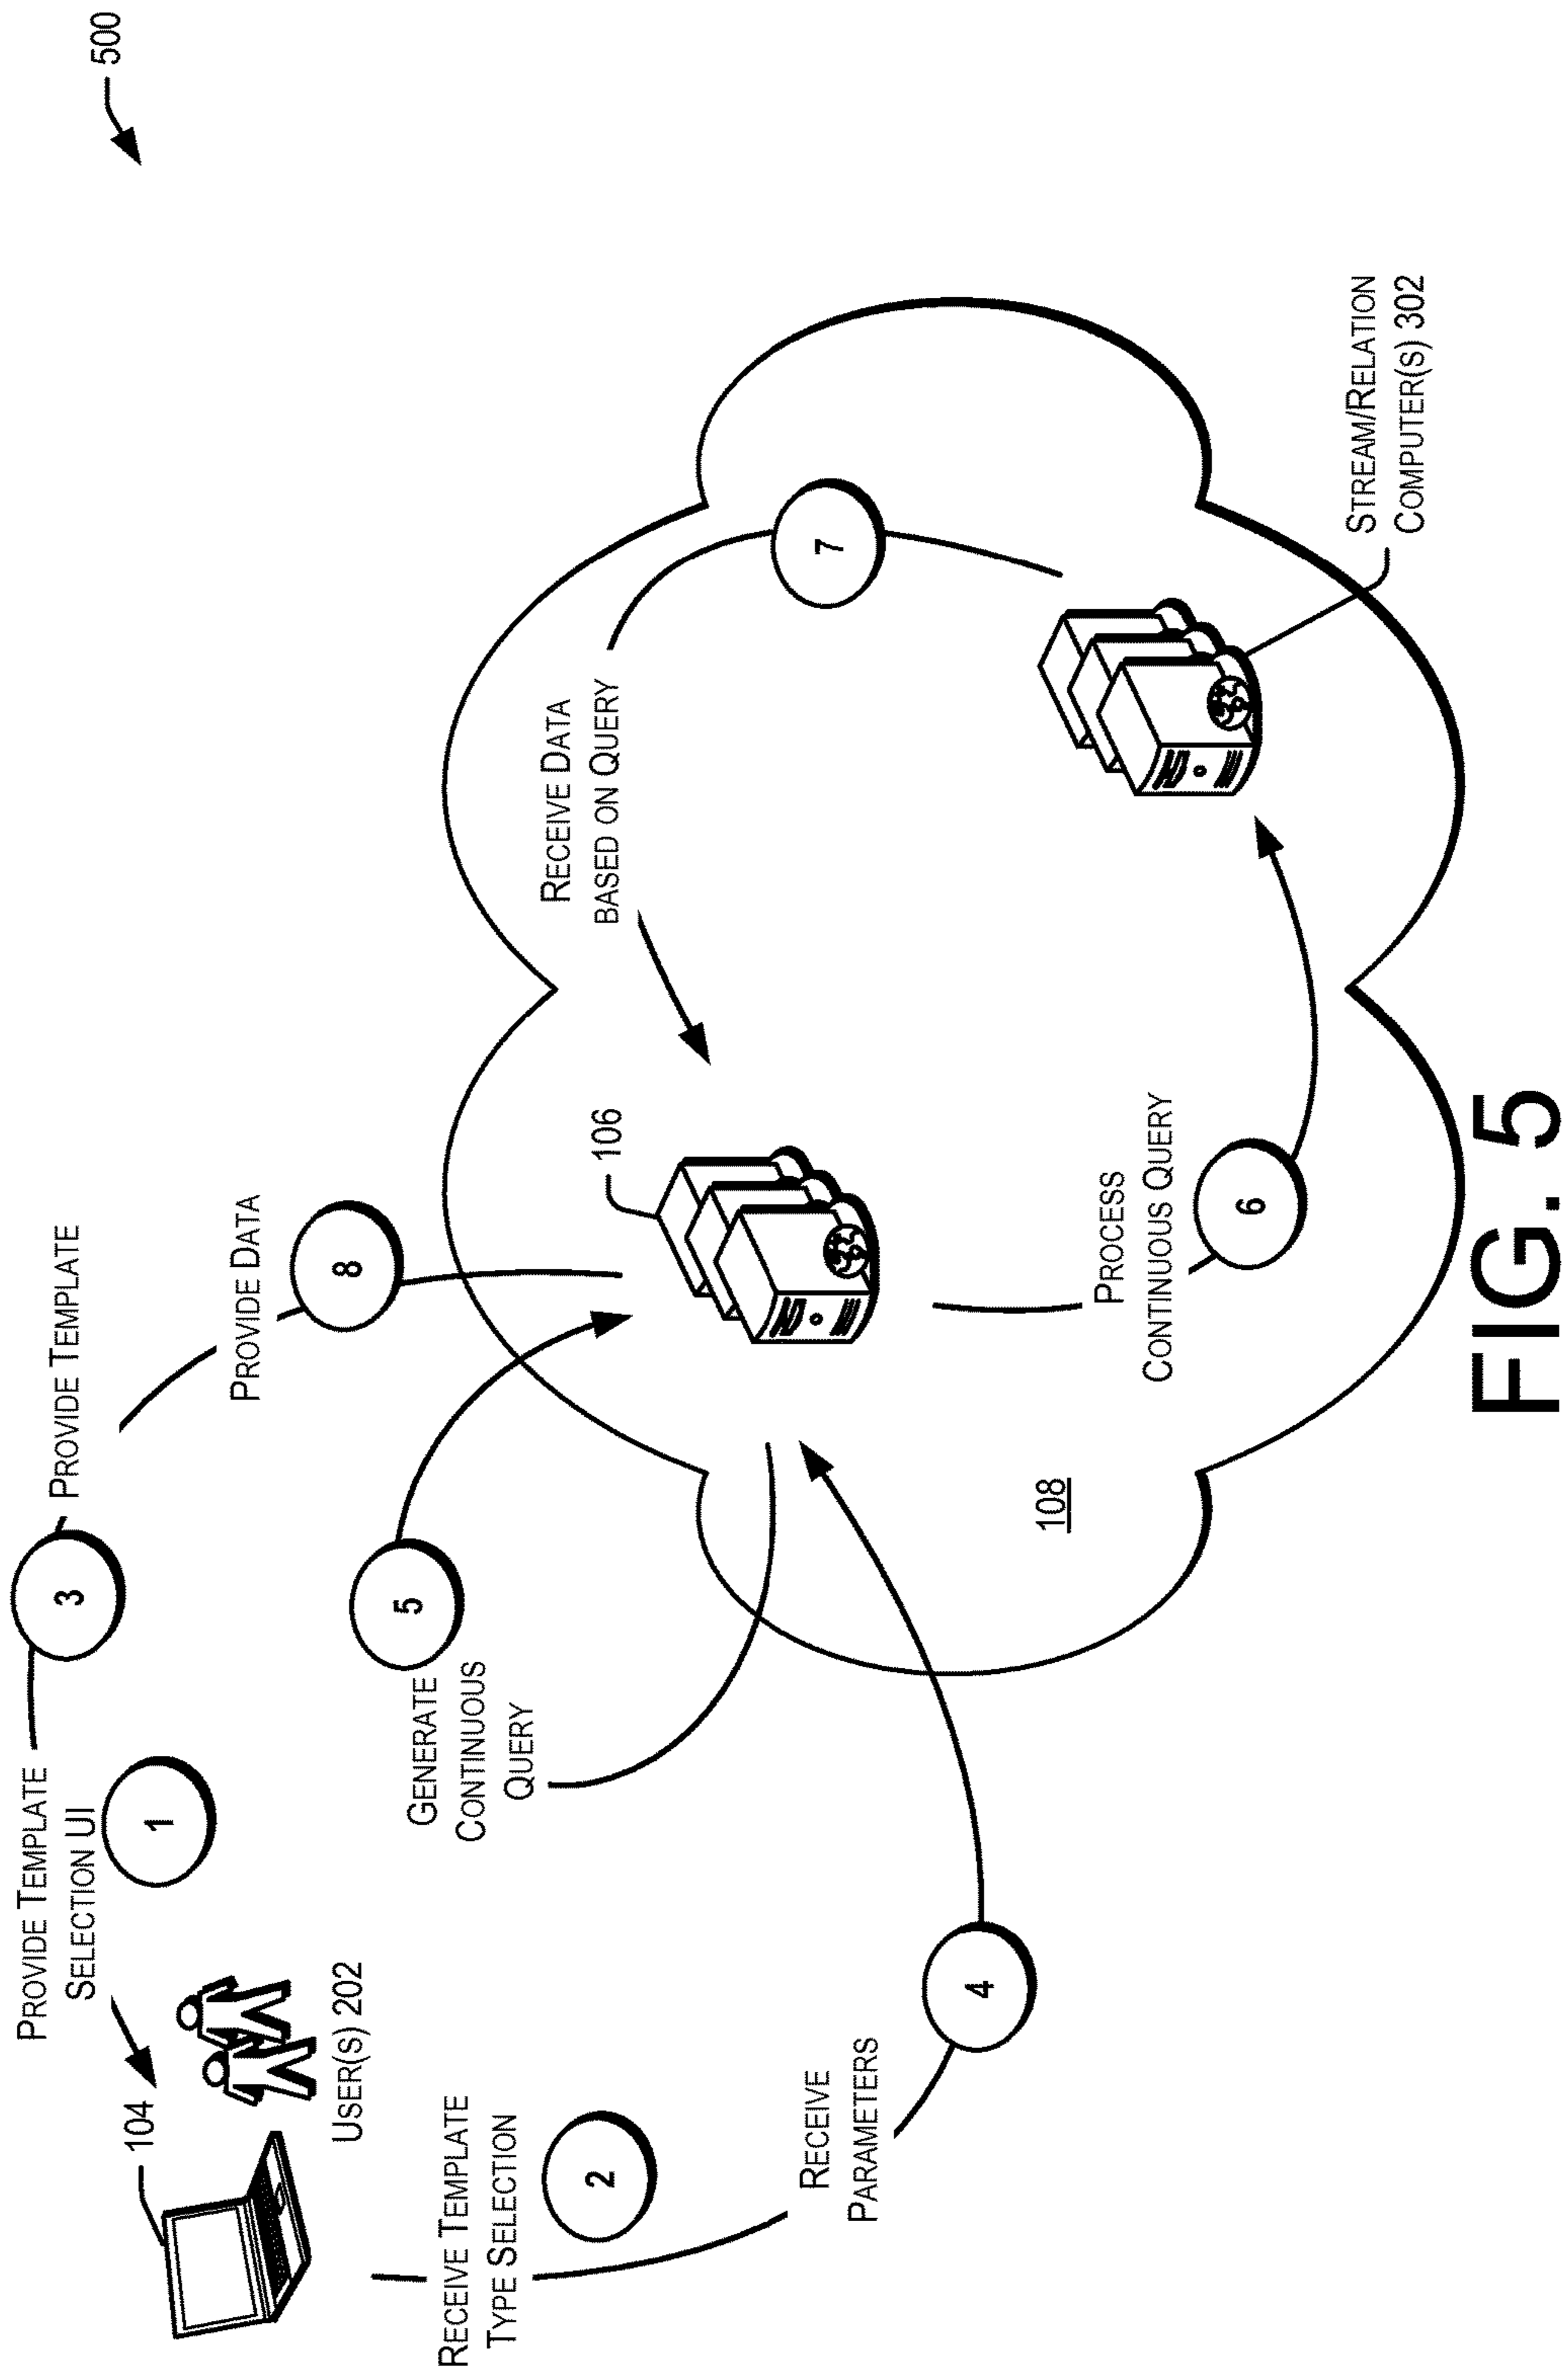 500
PROVIDE TEMPLATE
SELECTION UI
1
3
PROVIDE TEMPLATE
104
USER(S) 202
8
PROVIDE DATA
RECEIVE TEMPLATE
TYPE SELECTION
2
GENERATE
CONTINUOUS
QUERY
5
106
RECEIVE DATA
BASED ON QUERY
7
RECEIVE
PARAMETERS
4
108
PROCESS
CONTINUOUS QUERY
6
STREAM/RELATION
COMPUTER(S) 302
FIG. 5